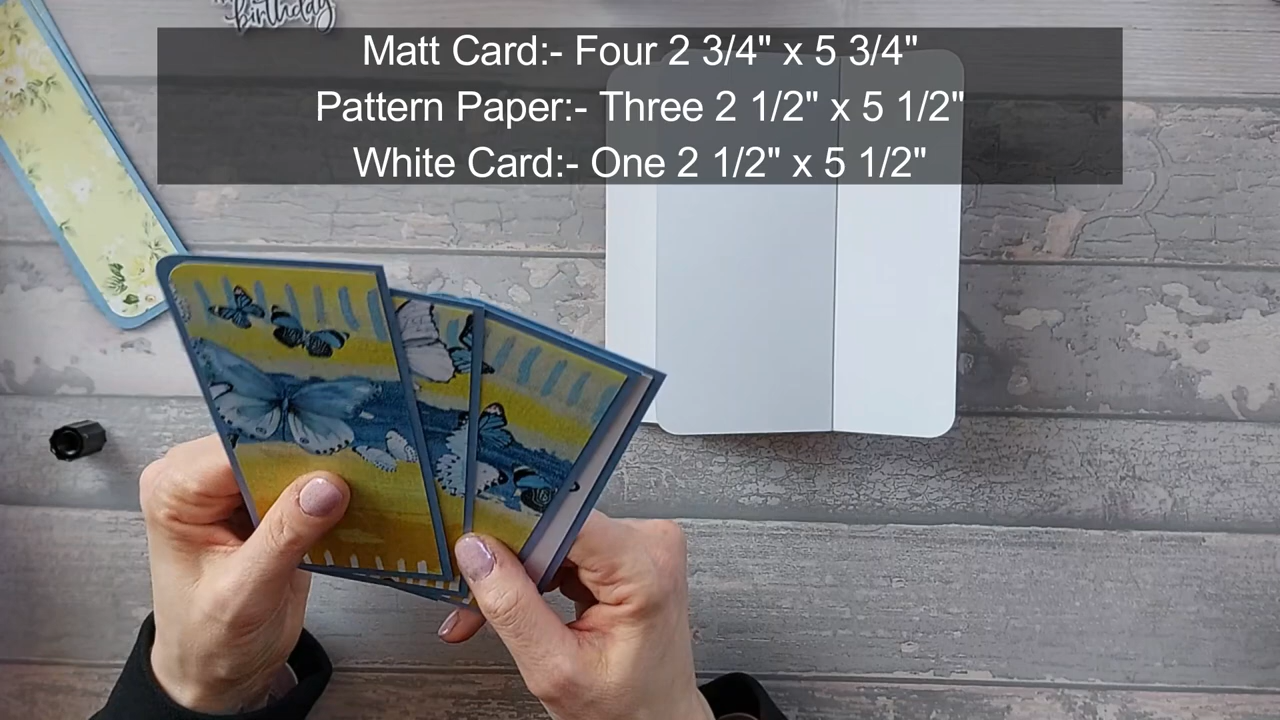 birthday
Matt Card:- Four 2 3/4" x 5 3/4"
Pattern Paper:- Three 2 1/2" x 5 1/2"
White Card:- One 2 1/2" x 5 1/2"